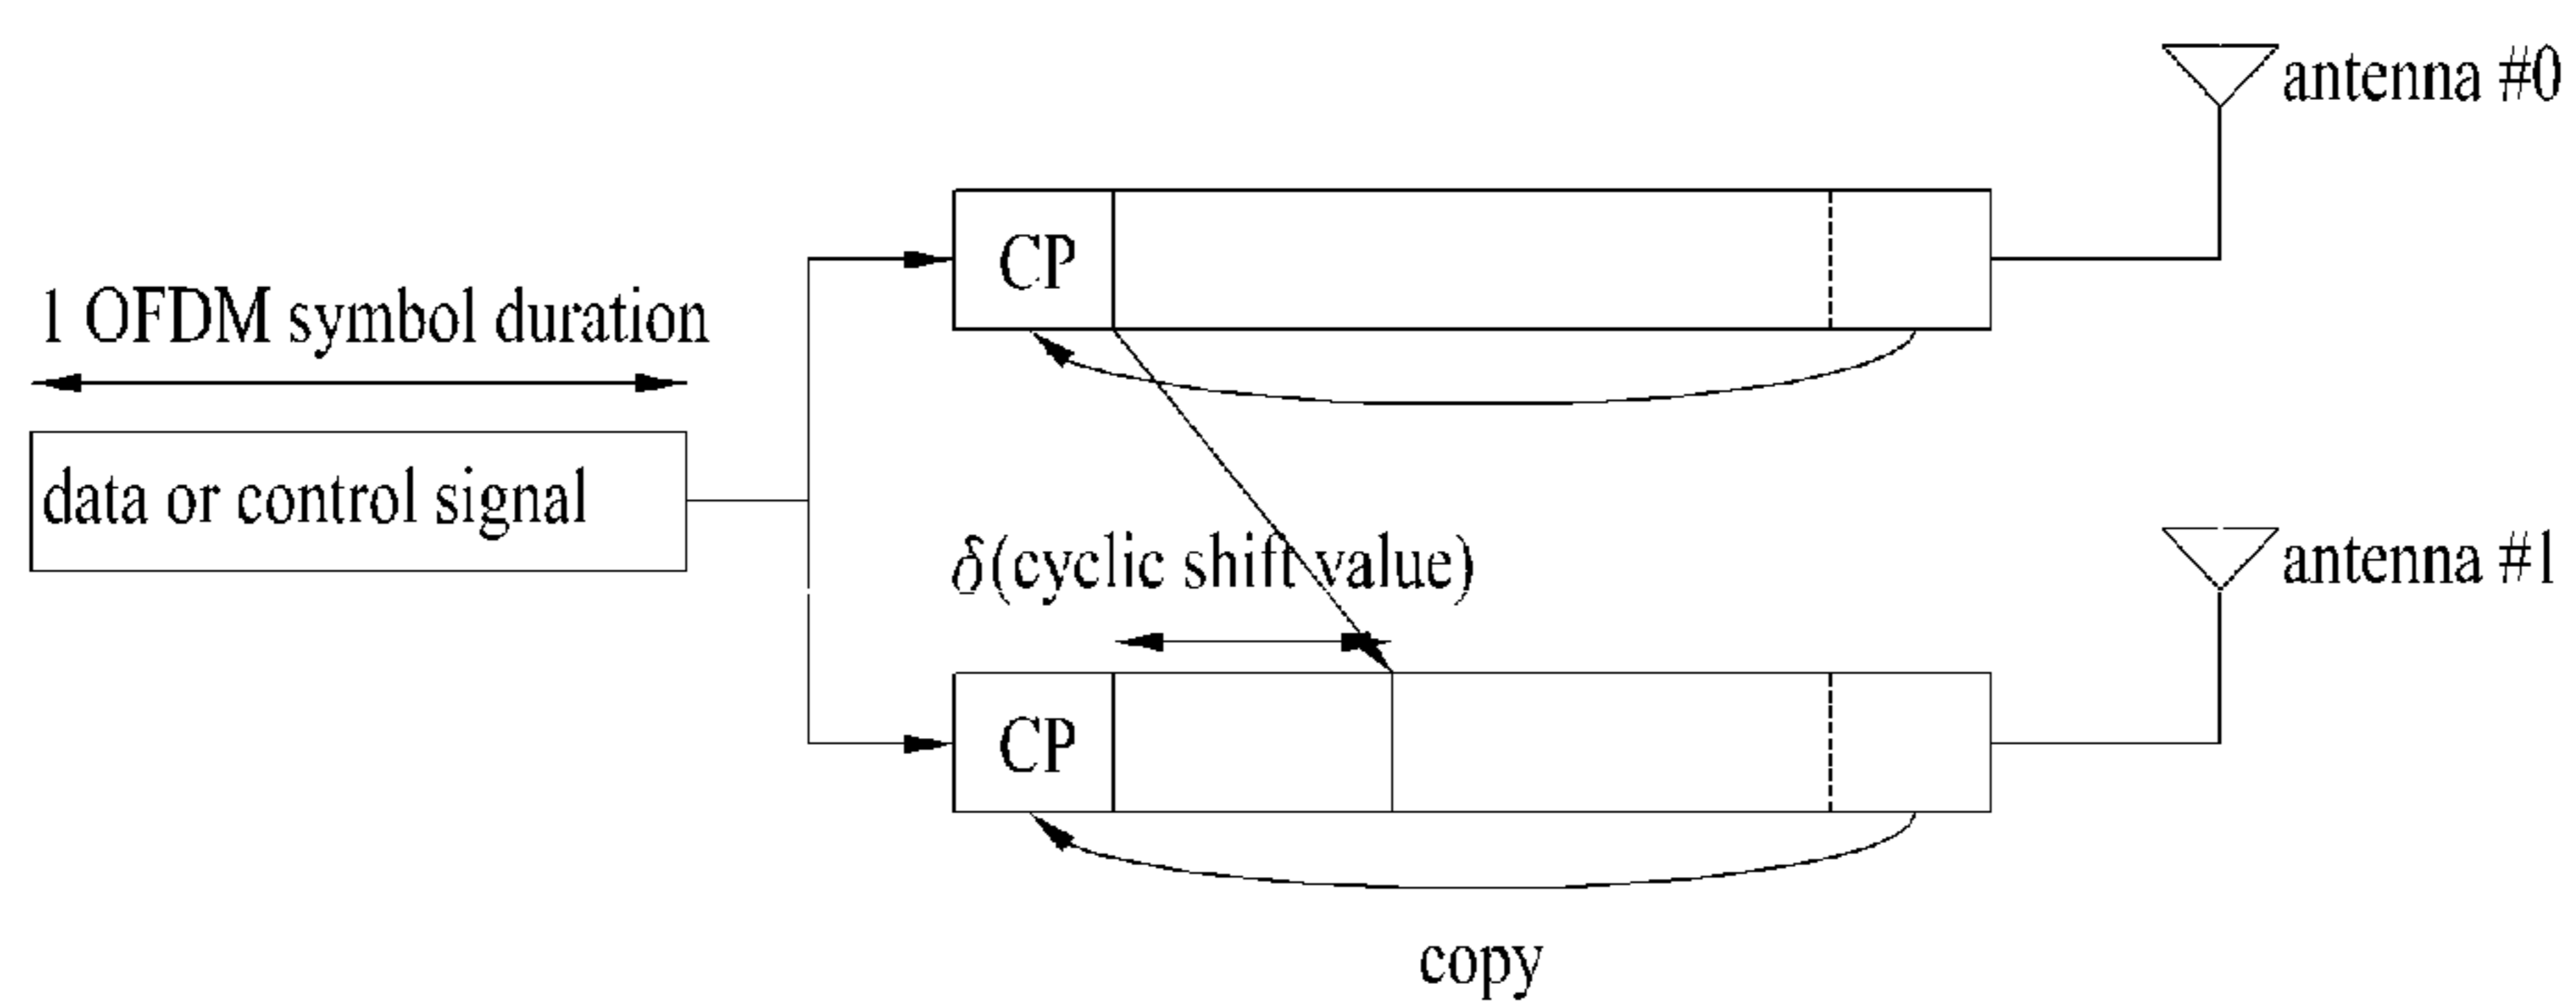 antenna #0
CP
1 OFDM symbol duration
data or control signal
δ(cyclic shift value)
antenna #1
CP
copy